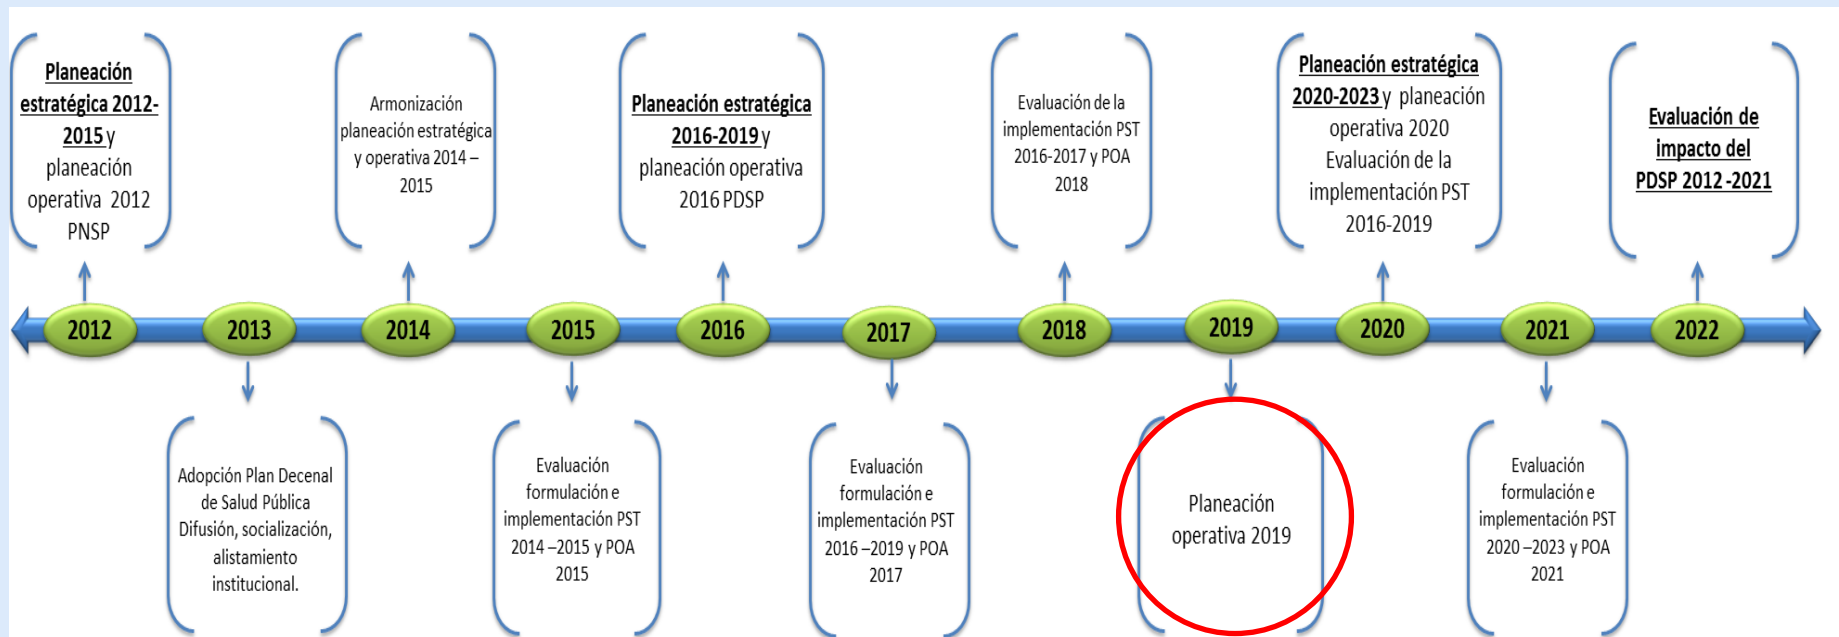 Planeación
estratégica 2012-
2015 y
planeación
operativa 2012
PNSP
Armonización
planeación estratégica
y operativa 2014 –
2015
Planeación estratégica
2016-2019 y
planeación operativa
2016 PDSP
Evaluación de la
implementación PST
2016-2017 y POA
2018
Planeación estratégica
2020-2023 y planeación
operativa 2020
Evaluación de la
implementación PST
2016-2019
Evaluación de
impacto del
PDSP 2012 -2021
2012
2013
2014
2015
2016
2017
2018
2019
2020
2021
2022
Adopción Plan Decenal
de Salud Pública
Difusión, socialización,
alistamiento
institucional.
Evaluación
formulación e
implementación PST
2014 –2015 y POA
2015
Evaluación
formulación e
implementación PST
2016 –2019 y POA
2017
Planeación
operativa 2019
Evaluación
formulación e
implementación PST
2020 –2023 y POA
2021